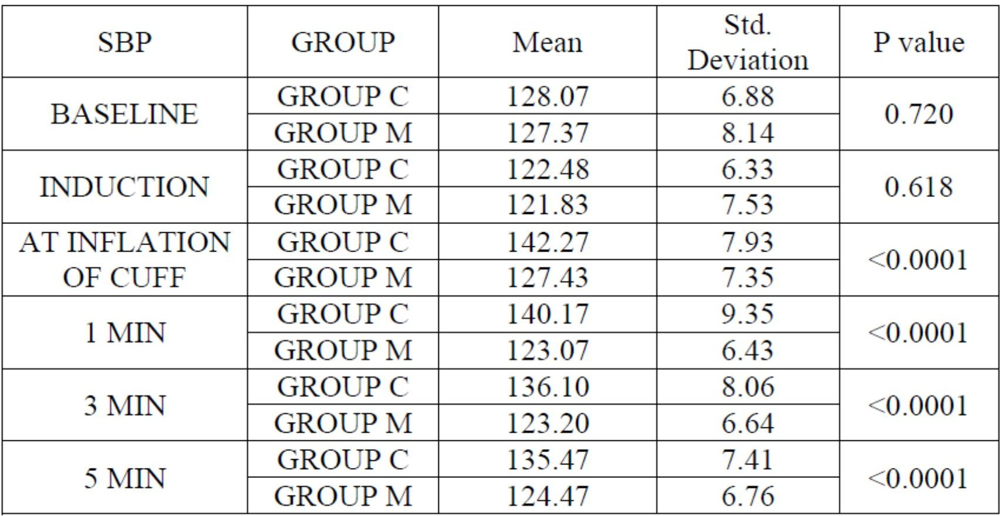 SBP GROUP Mean Std. Deviation P value
BASELINE GROUP C 128.07 6.88 0.720
GROUP M 127.37 8.14
INDUCTION GROUP C 122.48 6.33 0.618
GROUP M 121.83 7.53
AT INFLATION OF CUFF GROUP C 142.27 7.93 <0.0001
GROUP M 127.43 7.35
1 MIN GROUP C 140.17 9.35 <0.0001
GROUP M 123.07 6.43
3 MIN GROUP C 136.10 8.06 <0.0001
GROUP M 123.20 6.64
5 MIN GROUP C 135.47 7.41 <0.0001
GROUP M 124.47 6.76